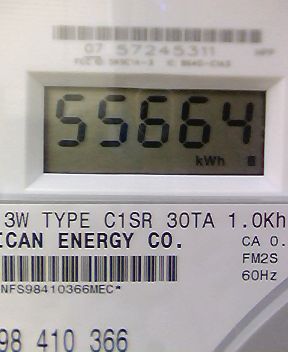 07 57245311
55664
kWh
3W TYPE C1SR 30TA 1.0Kh
ICAN ENERGY CO.
CA 0.
FM2S
60Hz
NFS98410366MEC*
98 410 366